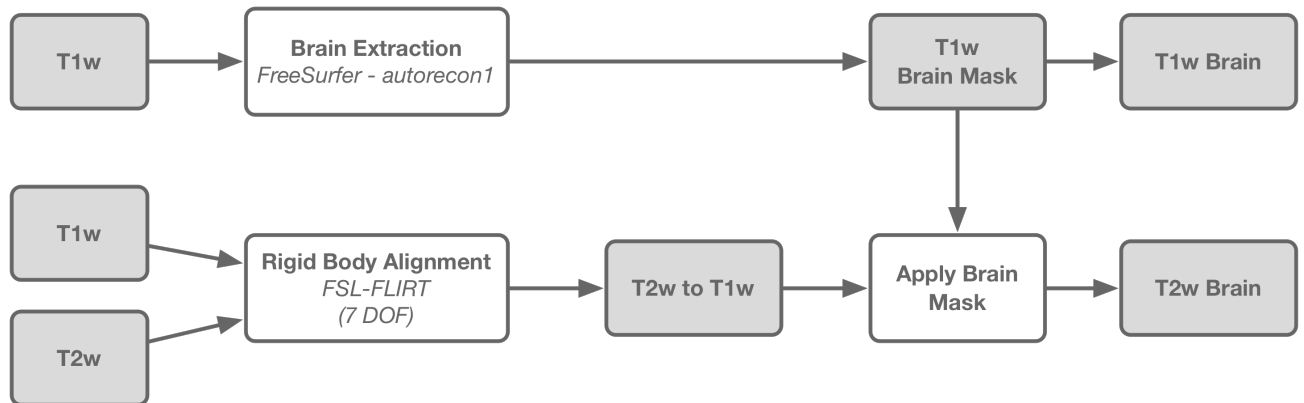 T1w
Brain Extraction
FreeSurfer - autorecon1
T1w
Brain Mask
T1w Brain
T1w
T2w
Rigid Body Alignment
FSL-FLIRT
(7 DOF)
T2w to T1w
Apply Brain
Mask
T2w Brain